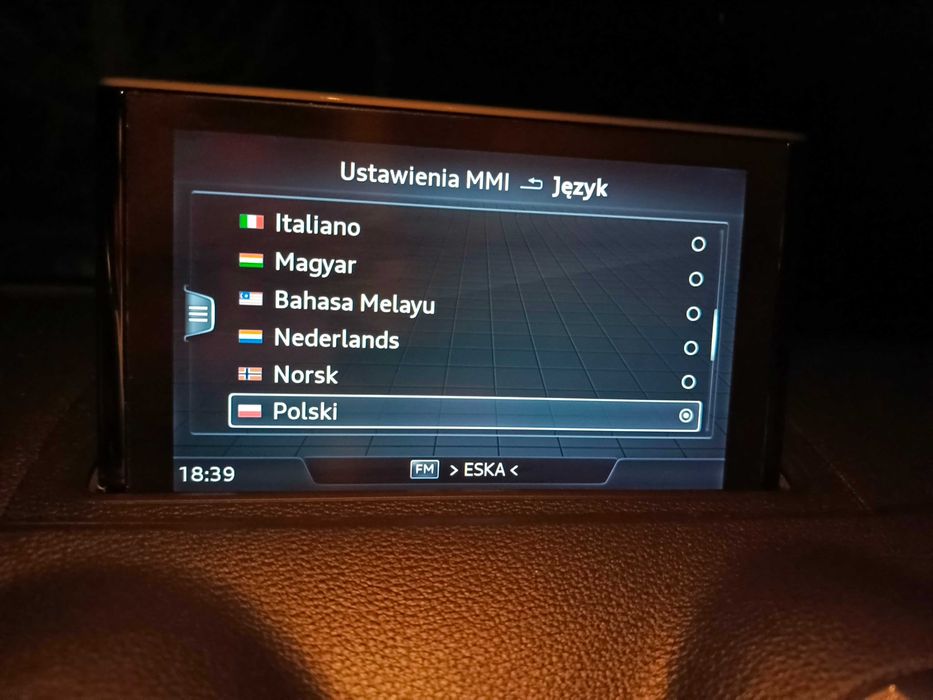 Ustawienia MMI Język
Italiano
Magyar
Bahasa Melayu
Nederlands
Norsk
Polski
18:39 FM > ESKA <